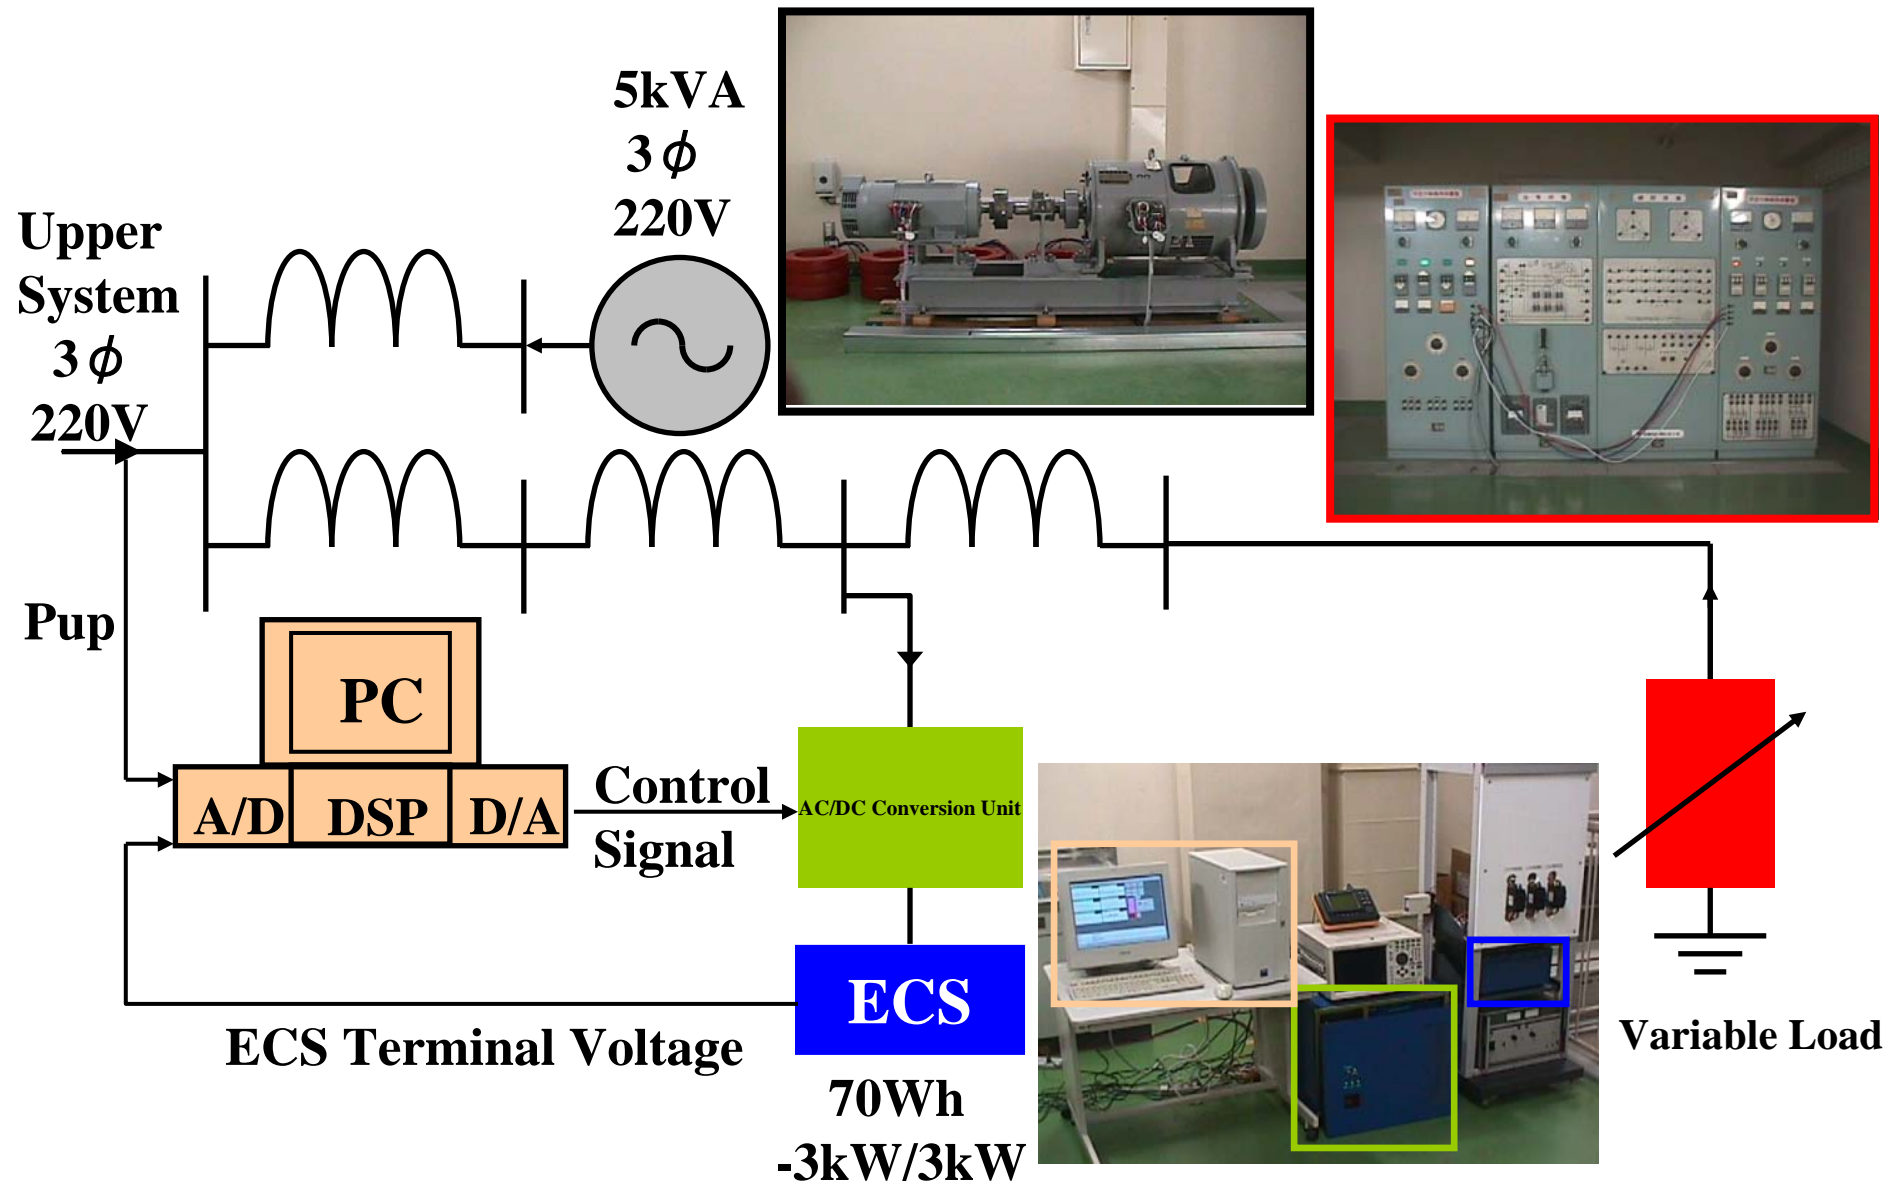 5kVA
3ϕ
220V
Upper
System
3ϕ
220V
Pup
PC
A/D
DSP
D/A
Control
Signal
AC/DC Conversion Unit
ECS
ECS Terminal Voltage
70Wh
-3kW/3kW
Variable Load